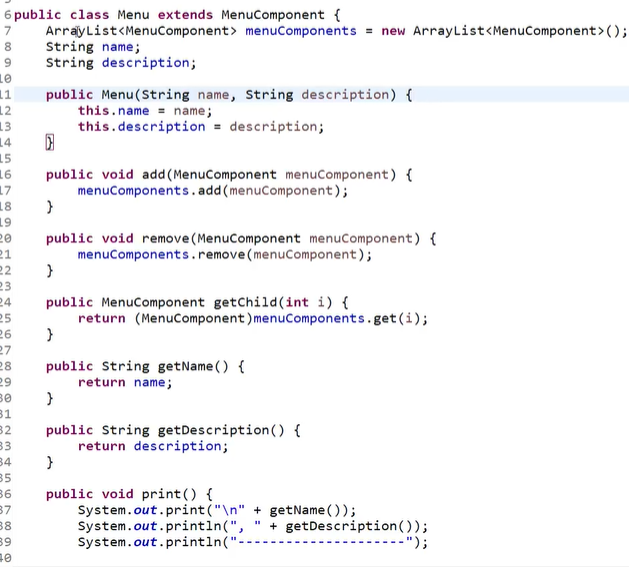 6 public class Menu extends MenuComponent {
7 ArrayList<MenuComponent> menuComponents = new ArrayList<MenuComponent>();
8 String name;
9 String description;
10
11 public Menu(String name, String description) {
12 this.name = name;
13 this.description = description;
14 }
15
16 public void add(MenuComponent menuComponent) {
17 menuComponents.add(menuComponent);
18 }
19
20 public void remove(MenuComponent menuComponent) {
21 menuComponents.remove(menuComponent);
22 }
23
24 public MenuComponent getChild(int i) {
25 return (MenuComponent)menuComponents.get(i);
26 }
27
28 public String getName() {
29 return name;
30 }
31
32 public String getDescription() {
33 return description;
34 }
35
36 public void print() {
37 System.out.print("\n" + getName());
38 System.out.println(", " + getDescription());
39 System.out.println("---------------------");
40